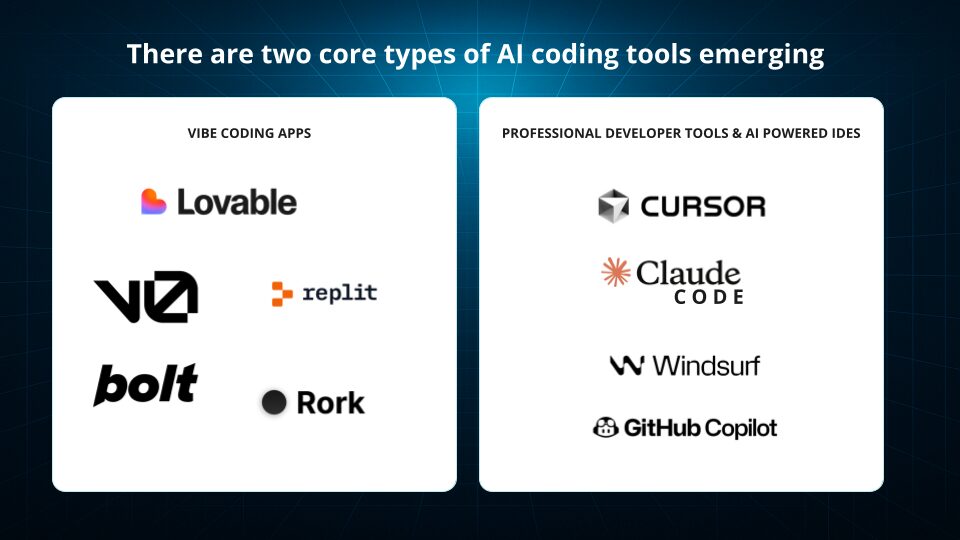 There are two core types of AI coding tools emerging
VIBE CODING APPS
Lovable
v0
replit
bolt
Rork
PROFESSIONAL DEVELOPER TOOLS & AI POWERED IDES
CURSOR
Claude
CODE
Windsurf
GitHub Copilot